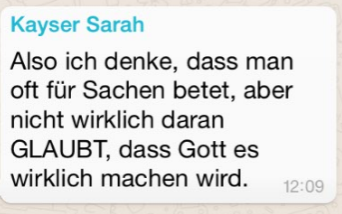 Kayser Sarah
Also ich denke, dass man
oft für Sachen betet, aber
nicht wirklich daran
GLAUBT, dass Gott es
wirklich machen wird.
12:09